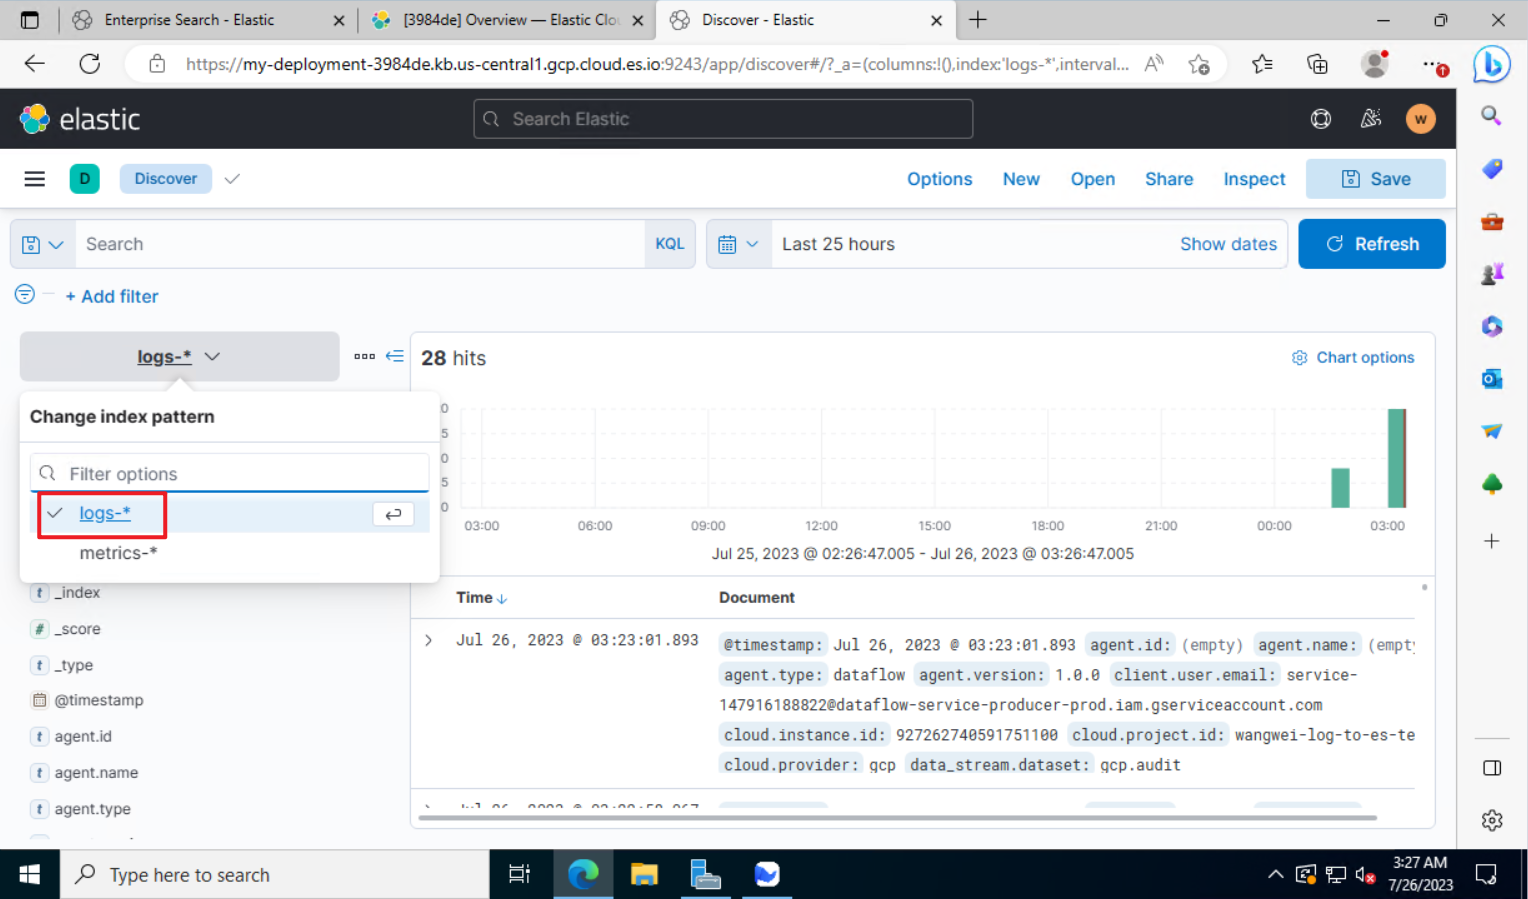 Enterprise Search - Elastic
[3984de] Overview — Elastic Clou
Discover - Elastic
https://my-deployment-3984de.kb.us-central1.gcp.cloud.es.io:9243/app/discover#/?_a=(columns:!(),index:'logs-*',interval...
elastic
Search Elastic
w
D
Discover
Options
New
Open
Share
Inspect
Save
Search
KQL
Last 25 hours
Show dates
Refresh
+ Add filter
logs-*
28 hits
Chart options
Change index pattern
Filter options
logs-*
metrics-*
0
5
0
5
0
03:00 06:00 09:00 12:00 15:00 18:00 21:00 00:00 03:00
Jul 25, 2023 @ 02:26:47.005 - Jul 26, 2023 @ 03:26:47.005
t _index
# _score
t _type
@timestamp
t agent.id
t agent.name
t agent.type
Time Document
Jul 26, 2023 @ 03:23:01.893
@timestamp: Jul 26, 2023 @ 03:23:01.893 agent.id: (empty) agent.name: (empty
agent.type: dataflow agent.version: 1.0.0 client.user.email: service-
147916188822@dataflow-service-producer-prod.iam.gserviceaccount.com
cloud.instance.id: 927262740591751100 cloud.project.id: wangwei-log-to-es-te
cloud.provider: gcp data_stream.dataset: gcp.audit
Type here to search
3:27 AM
7/26/2023